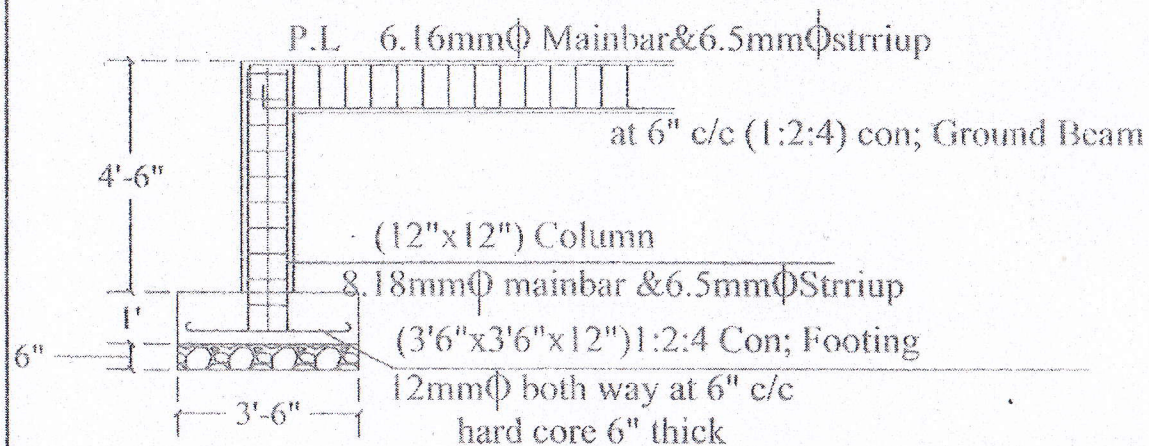 P.L 6.16mmϕ Mainbar&6.5mmϕstrriup
at 6" c/c (1:2:4) con; Ground Beam
4'-6"
(12"x12") Column
8.18mmϕ mainbar &6.5mmϕStrriup
1'
(3'6"x3'6"x12")1:2:4 Con; Footing
6"
12mmϕ both way at 6" c/c
3'-6"
hard core 6" thick